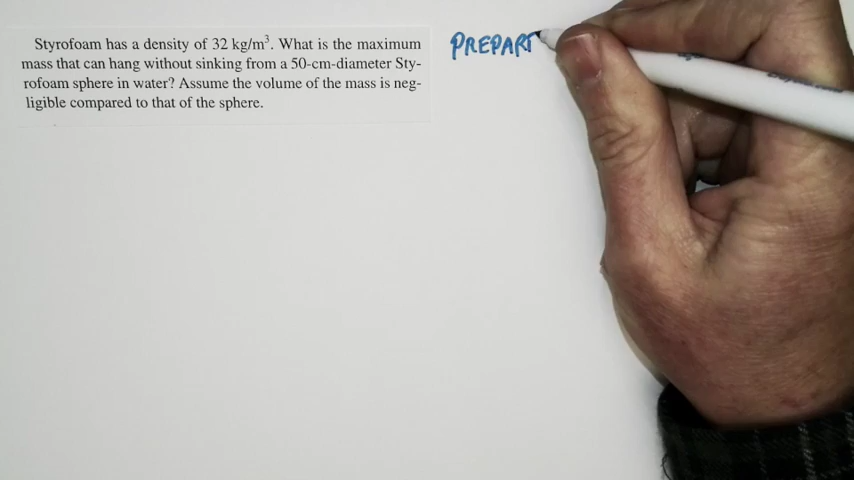 Styrofoam has a density of 32 kg/m³. What is the maximum
mass that can hang without sinking from a 50-cm-diameter Sty-
rofoam sphere in water? Assume the volume of the mass is neg-
ligible compared to that of the sphere.
PREPAR